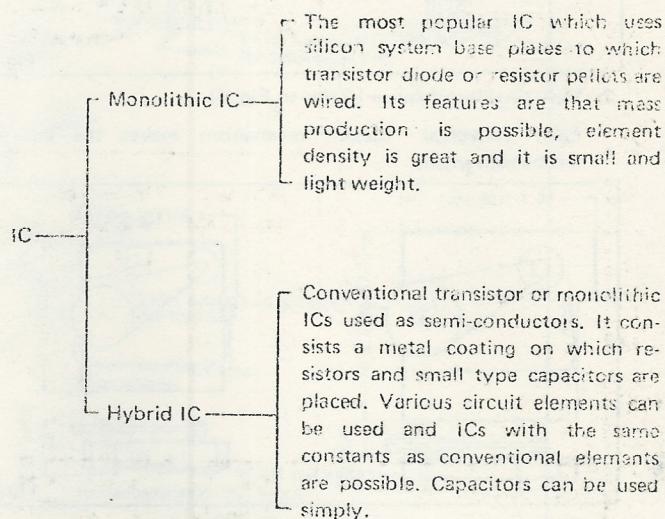 The most popular IC which uses
silicon system base plates to which
transistor diode or resistor pellets are
Monolithic IC
wired. Its features are that mass
production is possible, element
density is great and it is small and
light weight.
IC
Conventional transistor or monolithic
ICs used as semi-conductors. It con-
sists a metal coating on which re-
sistors and small type capacitors are
placed. Various circuit elements can
Hybrid IC
be used and ICs with the same
constants as conventional elements
are possible. Capacitors can be used
simply.